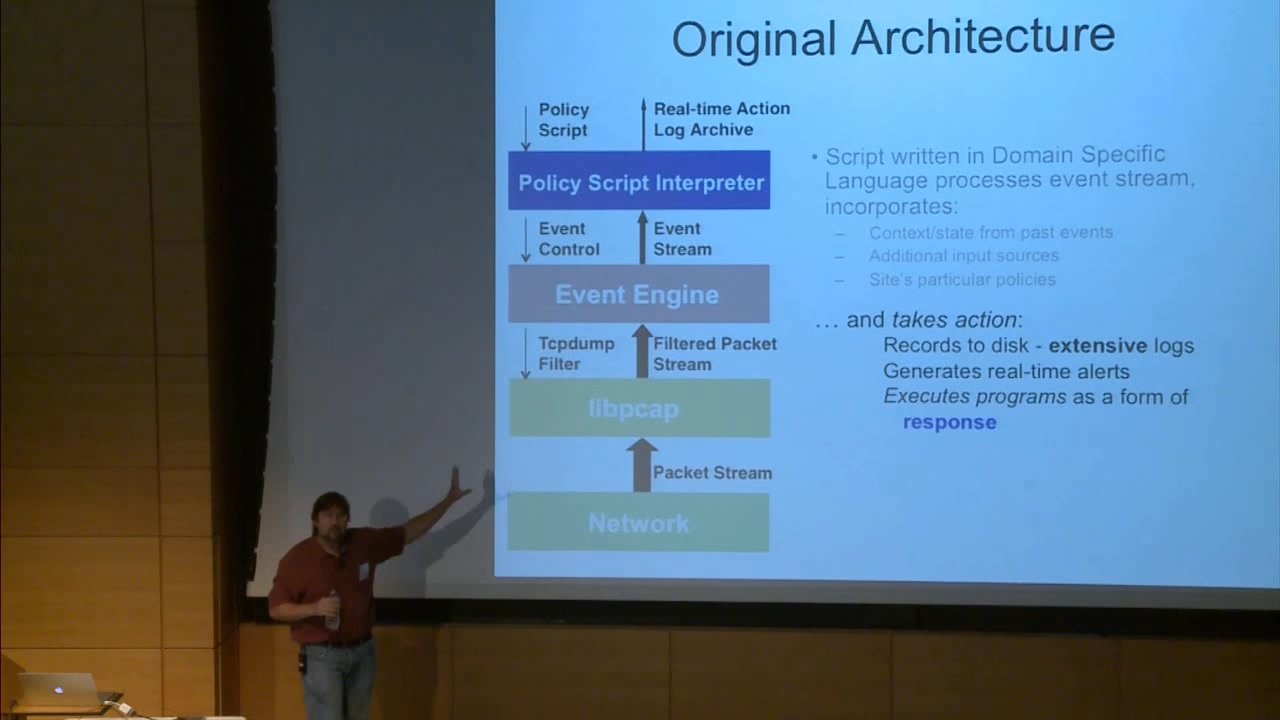 Original Architecture
Policy
Script
Real-time Action
Log Archive
Policy Script Interpreter
Event
Control
Event
Stream
Event Engine
Tcpdump
Filter
Filtered Packet
Stream
libpcap
Packet Stream
Network
• Script written in Domain Specific
Language processes event stream,
incorporates:
– Context/state from past events
– Additional input sources
– Site's particular policies
… and takes action:
Records to disk - extensive logs
Generates real-time alerts
Executes programs as a form of
response